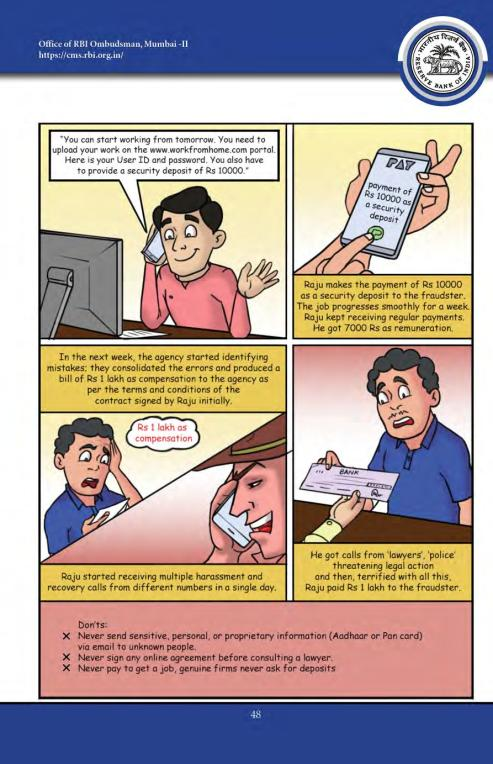 Office of RBI Ombudsman, Mumbai -II
https://cms.rbi.org.in/
भारतीय रिज़र्व बैंक
RESERVE BANK OF INDIA
"You can start working from tomorrow. You need to
upload your work on the www.workfromhome.com portal.
Here is your User ID and password. You also have
to provide a security deposit of Rs 10000."
PAY
payment of
Rs 10000 as
a security
deposit
Raju makes the payment of Rs 10000
as a security deposit to the fraudster.
The job progresses smoothly for a week.
Raju kept receiving regular payments.
He got 7000 Rs as remuneration.
In the next week, the agency started identifying
mistakes; they consolidated the errors and produced a
bill of Rs 1 lakh as compensation to the agency as
per the terms and conditions of the
contract signed by Raju initially.
Rs 1 lakh as
compensation
Raju started receiving multiple harassment and
recovery calls from different numbers in a single day.
BANK
He got calls from 'lawyers', 'police'
threatening legal action
and then, terrified with all this,
Raju paid Rs 1 lakh to the fraudster.
Don'ts:
X Never send sensitive, personal, or proprietary information (Aadhaar or Pan card)
via email to unknown people.
X Never sign any online agreement before consulting a lawyer.
X Never pay to get a job, genuine firms never ask for deposits
48